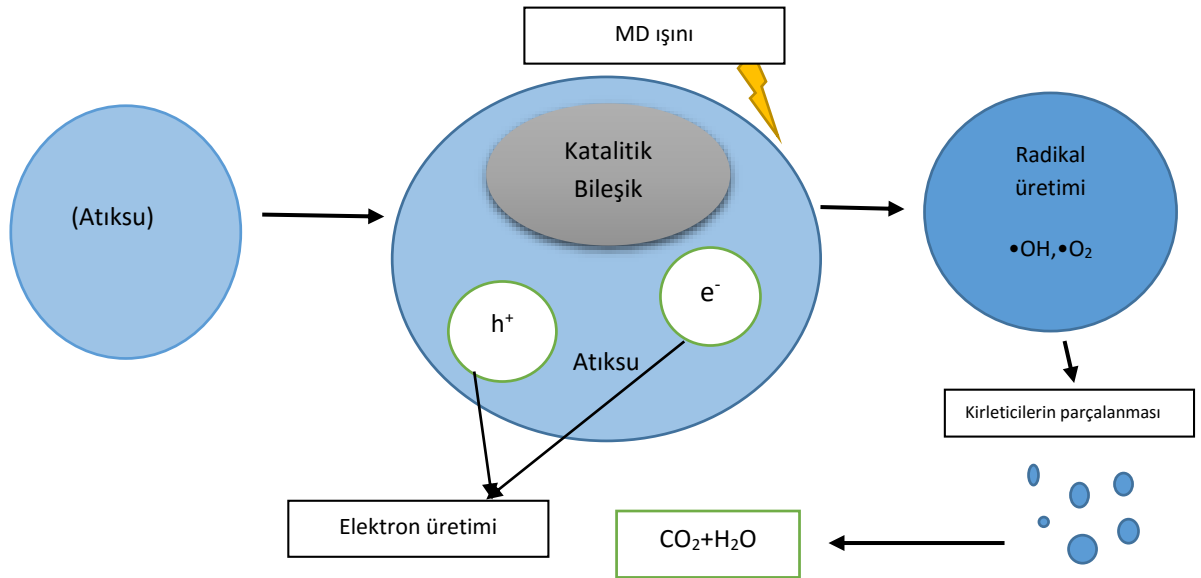 MD ışını
(Atıksu)
Katalitik
Bileşik
h⁺
e⁻
Atıksu
Radikal
üretimi
•OH,•O₂
Kirleticilerin parçalanması
Elektron üretimi
CO₂+H₂O